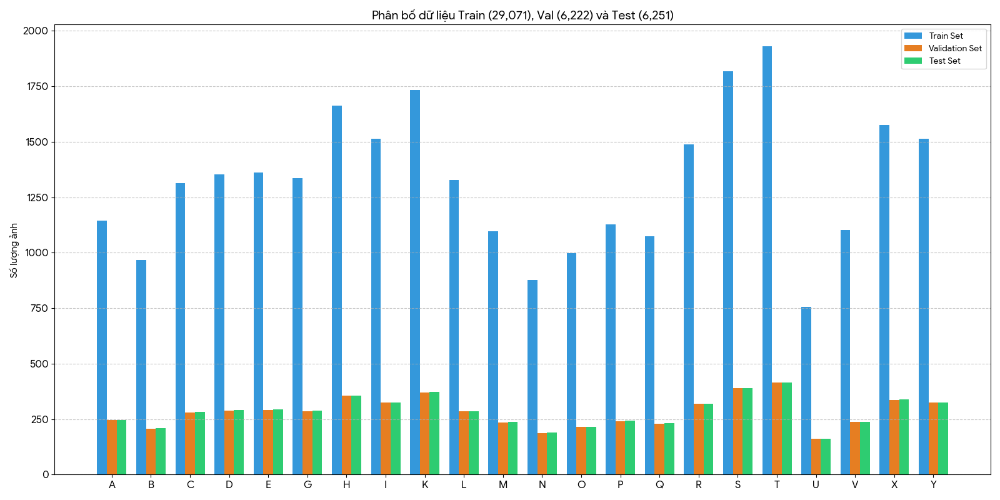 Phân bố dữ liệu Train (29,071), Val (6,222) và Test (6,251)
Train Set
Validation Set
Test Set
Số lượng ảnh
2000
1750
1500
1250
1000
750
500
250
0
A B C D E G H I K L M N O P Q R S T U V X Y